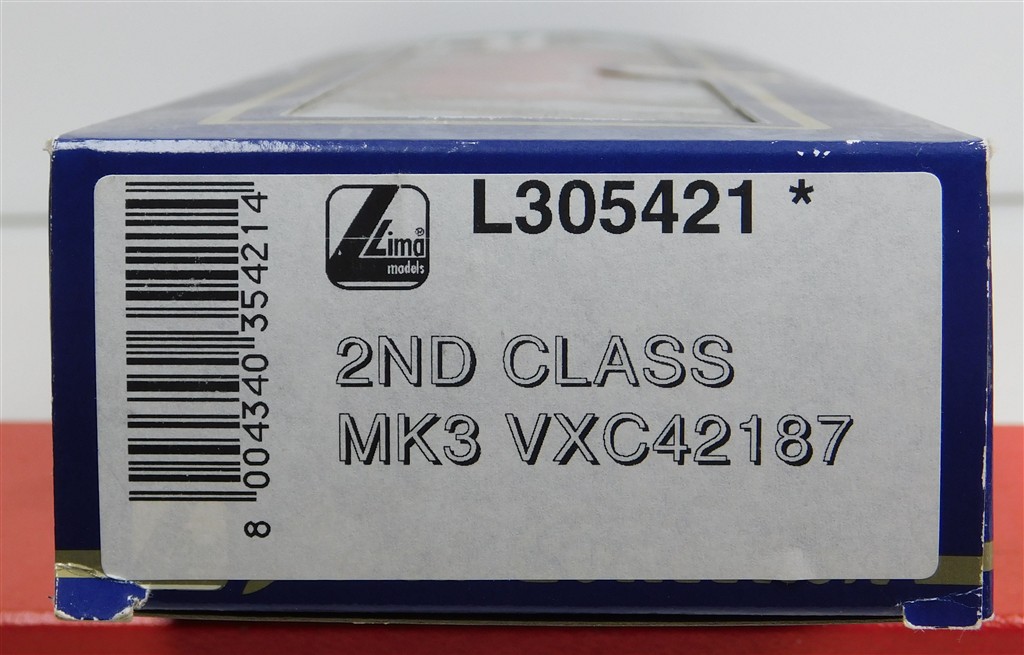 L305421 *
Lima®
models
2ND CLASS
MK3 VXC42187
8 004340 354214